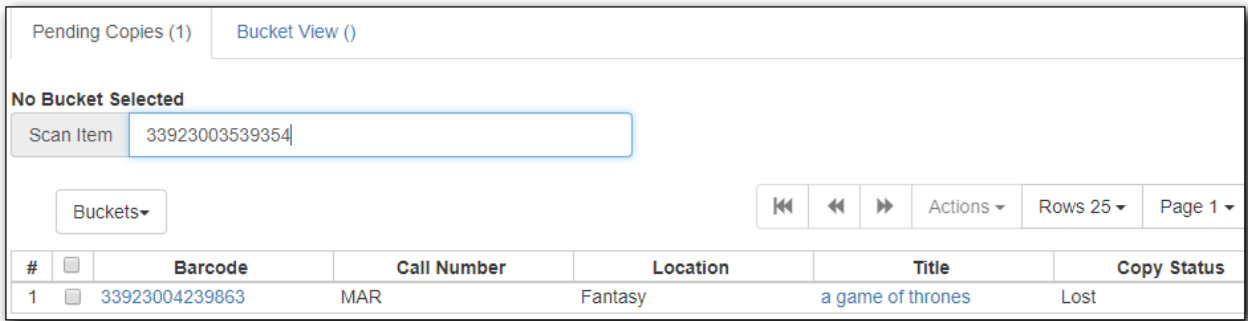 Pending Copies (1) Bucket View ()
No Bucket Selected
Scan Item 33923003539354
Buckets Actions Rows 25 Page 1
# Barcode Call Number Location Title Copy Status
1 33923004239863 MAR Fantasy a game of thrones Lost